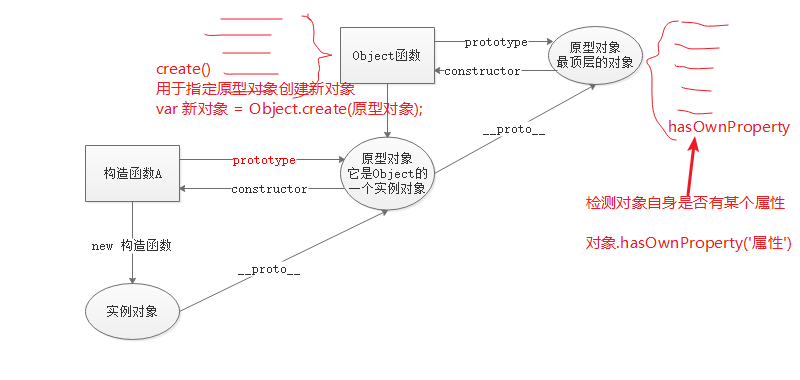 Object函数
prototype
原型对象
最顶层的对象
constructor
create()
用于指定原型对象创建新对象
var 新对象 = Object.create(原型对象);
hasOwnProperty
__proto__
构造函数A
prototype
原型对象
它是Object的
一个实例对象
constructor
检测对象自身是否有某个属性
对象.hasOwnProperty('属性')
new 构造函数
__proto__
实例对象